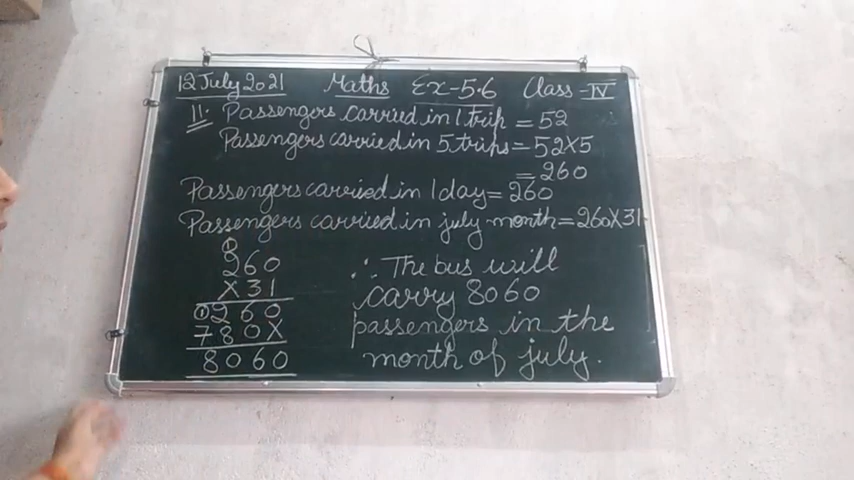 12 July 2021 Maths Ex-5.6 Class-IV
11. Passengers carried in 1 trip = 52
Passengers carried in 5 trips = 52X5
= 260
Passengers carried in 1 day = 260
Passengers carried in july month = 260X31
1
260
X31
1260
780X
8060
∴ The bus will
carry 8060
passengers in the
month of july.